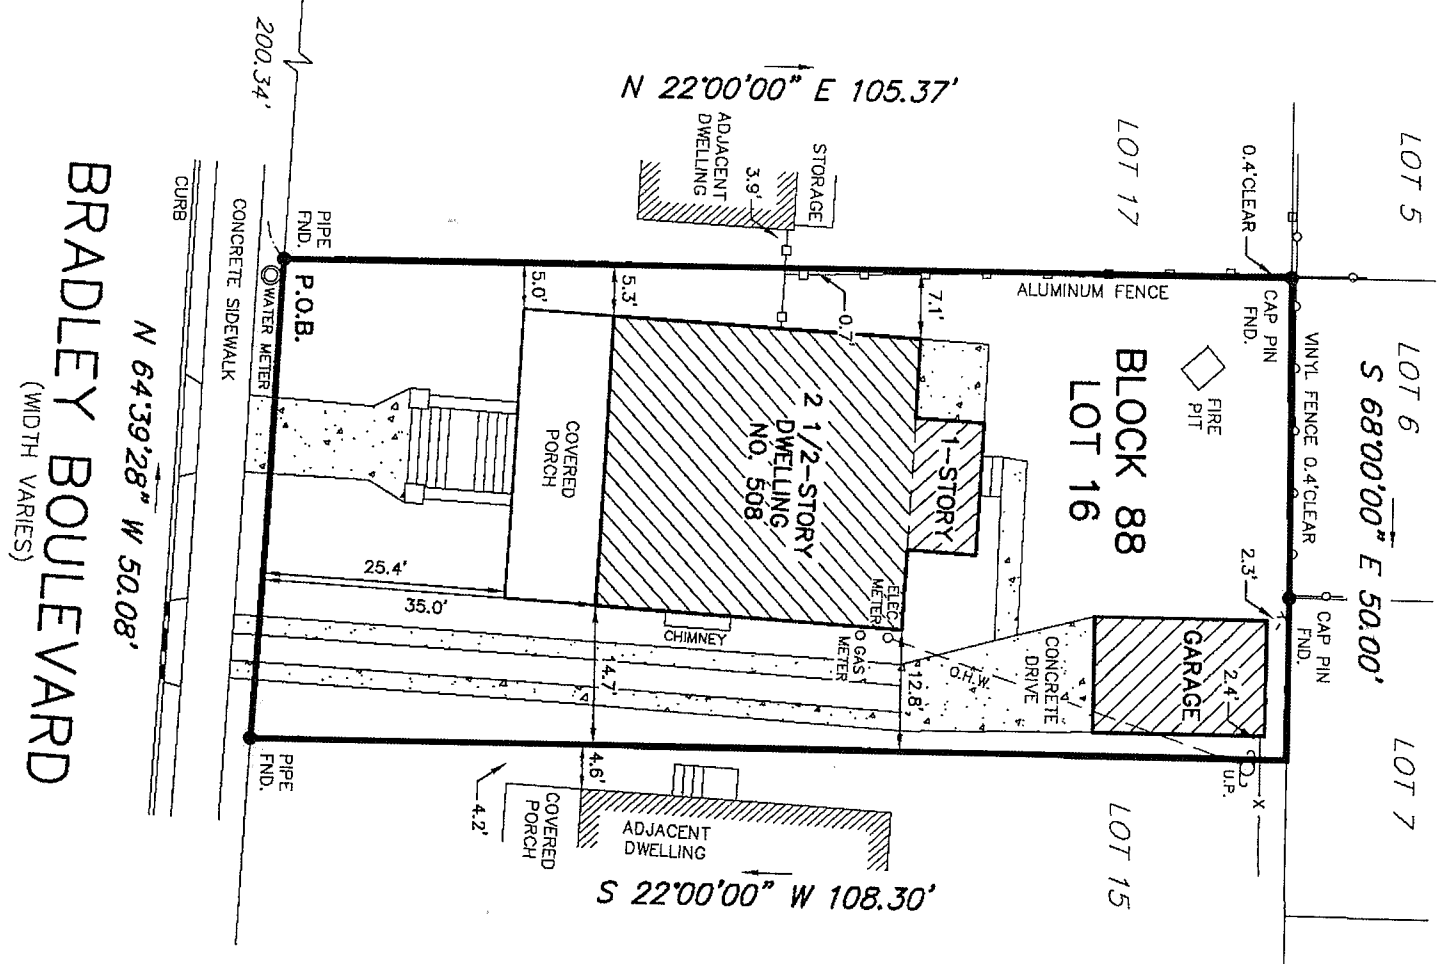 200.34'
N 22°00'00" E 105.37'
LOT 5
LOT 17
0.4'CLEAR
STORAGE
3.9'
ADJACENT
DWELLING
PIPE
FND.
P.O.B.
WATER METER
CONCRETE SIDEWALK
CURB
BRADLEY BOULEVARD
(WIDTH VARIES)
N 64°39'28" W 50.08'
5.0'
5.3'
7.1'
0.7'
ALUMINUM FENCE
CAP PIN
FND.
VINYL FENCE 0.4'CLEAR
LOT 6
S 68°00'00" E 50.00'
FIRE
PIT
BLOCK 88
LOT 16
COVERED
PORCH
2 1/2-STORY
DWELLING
NO. 508
1-STORY
25.4'
35.0'
CHIMNEY
ELEC.
METER
GAS
METER
14.7'
12.8'
O.H.W.
CONCRETE
DRIVE
GARAGE
2.3'
2.4'
CAP PIN
FND.
U.P.
X
LOT 7
LOT 15
PIPE
FND.
4.6'
4.2'
COVERED
PORCH
ADJACENT
DWELLING
S 22°00'00" W 108.30'